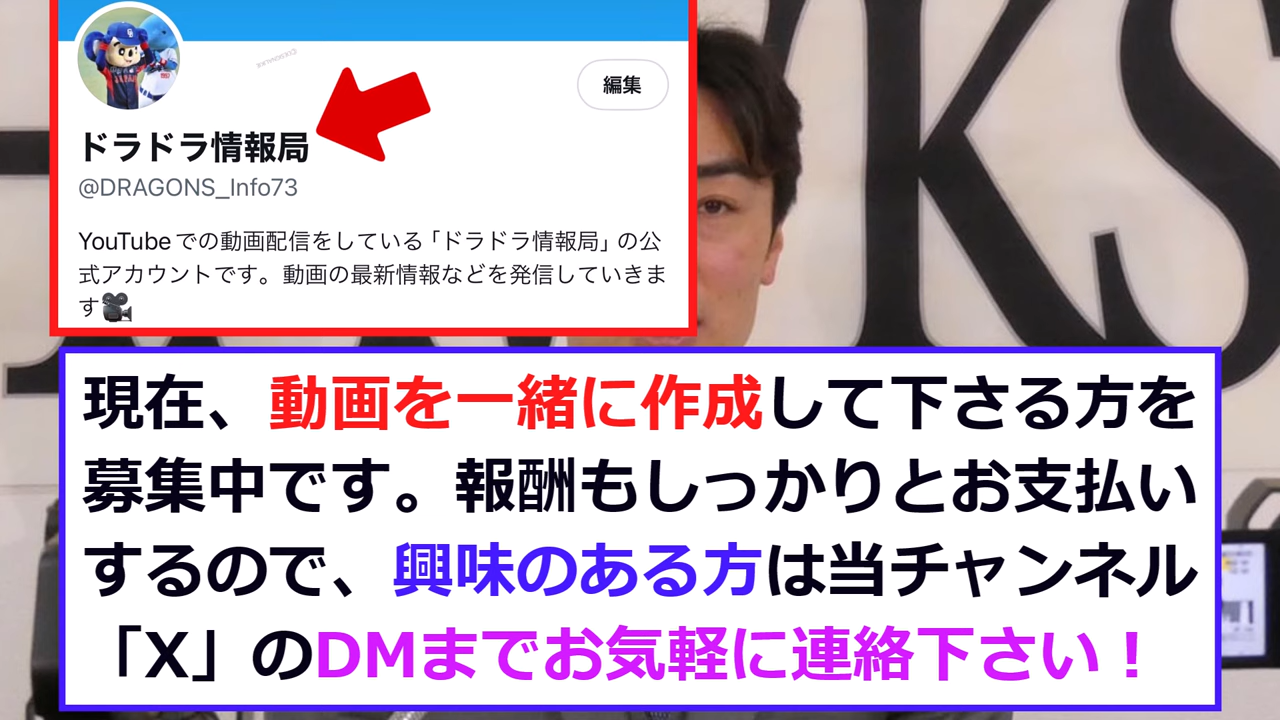 編集
ドラドラ情報局
@DRAGONS_Info73
YouTubeでの動画配信をしている「ドラドラ情報局」の公
式アカウントです。動画の最新情報などを発信していきま
す🎥
現在、動画を一緒に作成して下さる方を
募集中です。報酬もしっかりとお支払い
するので、興味のある方は当チャンネル
「X」のDMまでお気軽に連絡下さい！